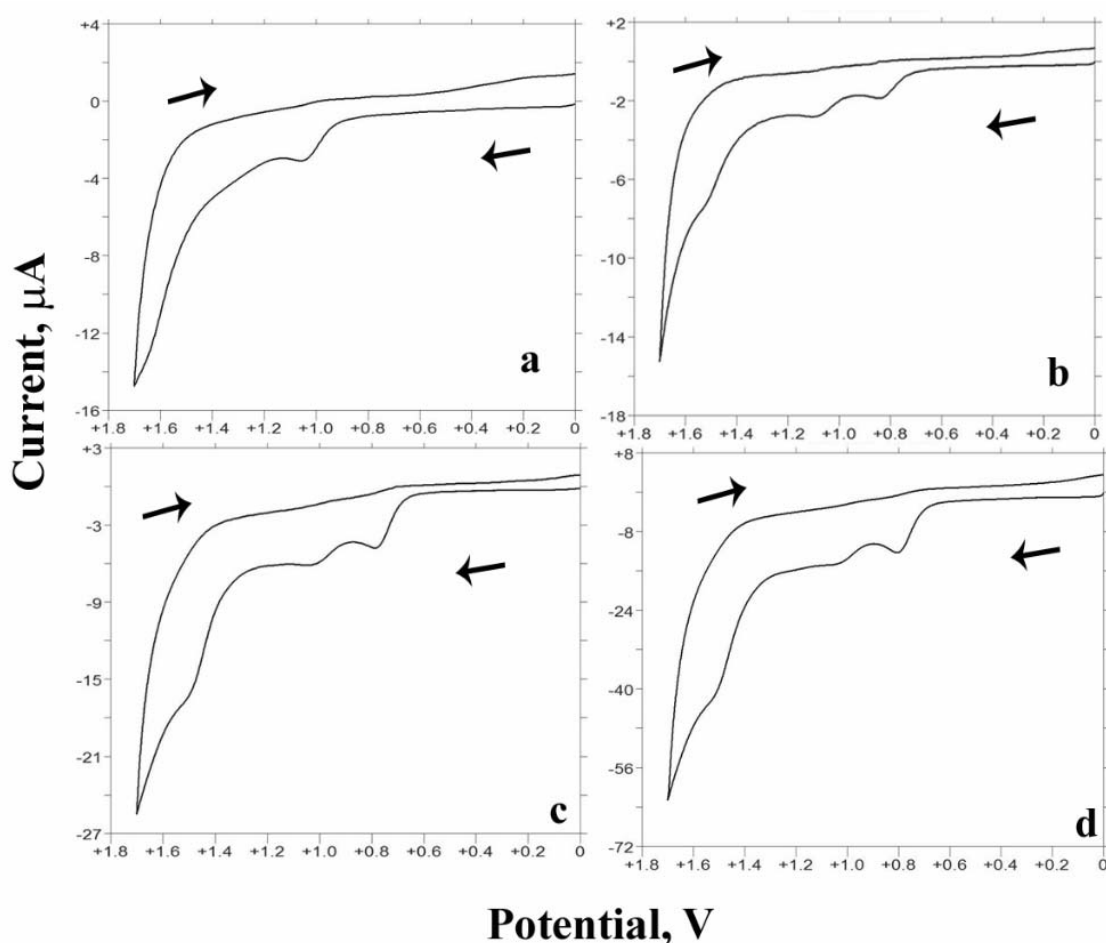 Current, μA
+4
0
-4
-8
-12
-16
+1.8 +1.6 +1.4 +1.2 +1.0 +0.8 +0.6 +0.4 +0.2 0
a
+2
-2
-6
-10
-14
-18
+1.8 +1.6 +1.4 +1.2 +1.0 +0.8 +0.6 +0.4 +0.2 0
b
+3
-3
-9
-15
-21
-27
+1.8 +1.6 +1.4 +1.2 +1.0 +0.8 +0.6 +0.4 +0.2 0
c
+8
-8
-24
-40
-56
-72
+1.8 +1.6 +1.4 +1.2 +1.0 +0.8 +0.6 +0.4 +0.2 0
d
Potential, V